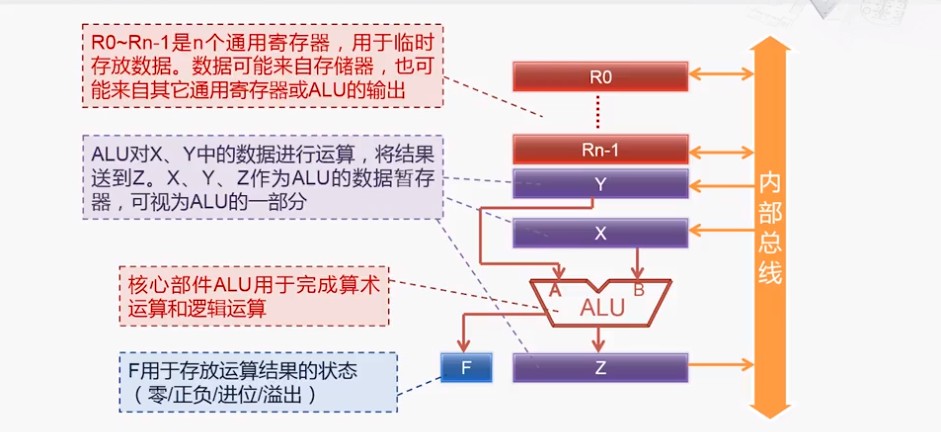 R0~Rn-1是n个通用寄存器，用于临时
存放数据。数据可能来自存储器，也可
能来自其它通用寄存器或ALU的输出
ALU对X、Y中的数据进行运算，将结果
送到Z。X、Y、Z作为ALU的数据暂存
器，可视为ALU的一部分
核心部件ALU用于完成算术
运算和逻辑运算
F用于存放运算结果的状态
（零/正负/进位/溢出）
R0
Rn-1
Y
X
A
B
ALU
F
Z
内部总线